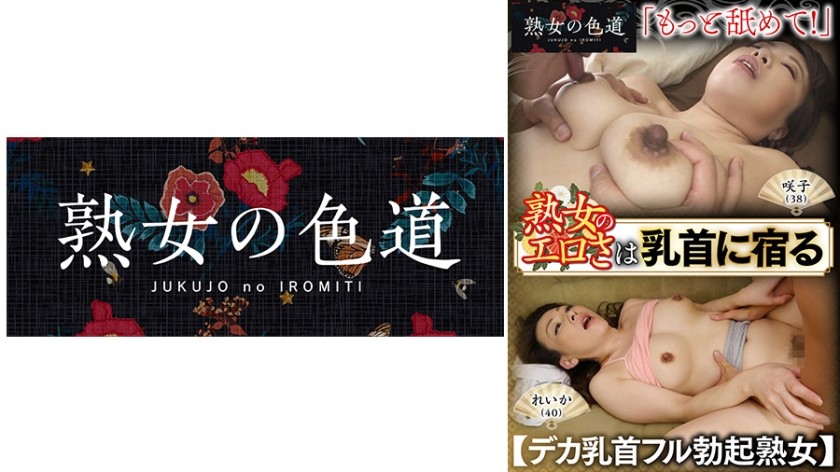 熟女の色道
JUKUJO no IROMITI
熟女の色道
JUKUJO no IROMITI
「もっと舐めて!」
咲子
(38)
熟女の
エロさは乳首に宿る
れいか
(40)
【デカ乳首フル勃起熟女】